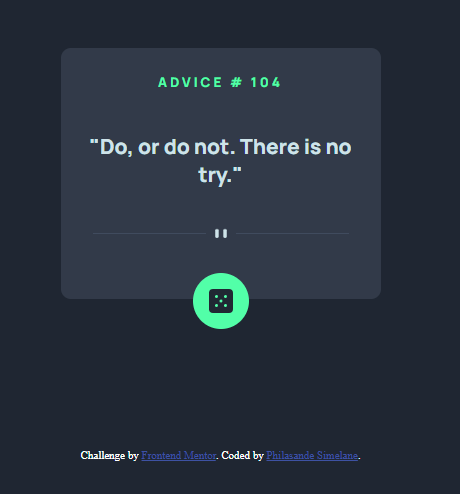 ADVICE # 104
"Do, or do not. There is no
try."
Challenge by Frontend Mentor. Coded by Philasande Simelane.